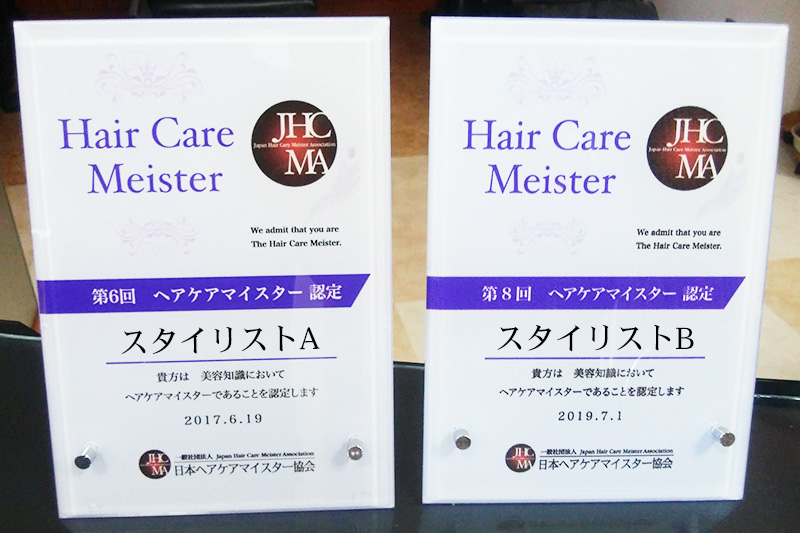 Hair Care
Meister
JHC
Japan Hair Care Meister Association
MA
We admit that you are
The Hair Care Meister.
第6回 ヘアケアマイスター 認定
スタイリストA
貴方は 美容知識において
ヘアケアマイスターであることを認定します
2017.6.19
JHC
MA
一般社団法人 Japan Hair Care Meister Association
日本ヘアケアマイスター協会
Hair Care
Meister
JHC
Japan Hair Care Meister Association
MA
We admit that you are
The Hair Care Meister.
第8回 ヘアケアマイスター 認定
スタイリストB
貴方は 美容知識において
ヘアケアマイスターであることを認定します
2019.7.1
JHC
MA
一般社団法人 Japan Hair Care Meister Association
日本ヘアケアマイスター協会